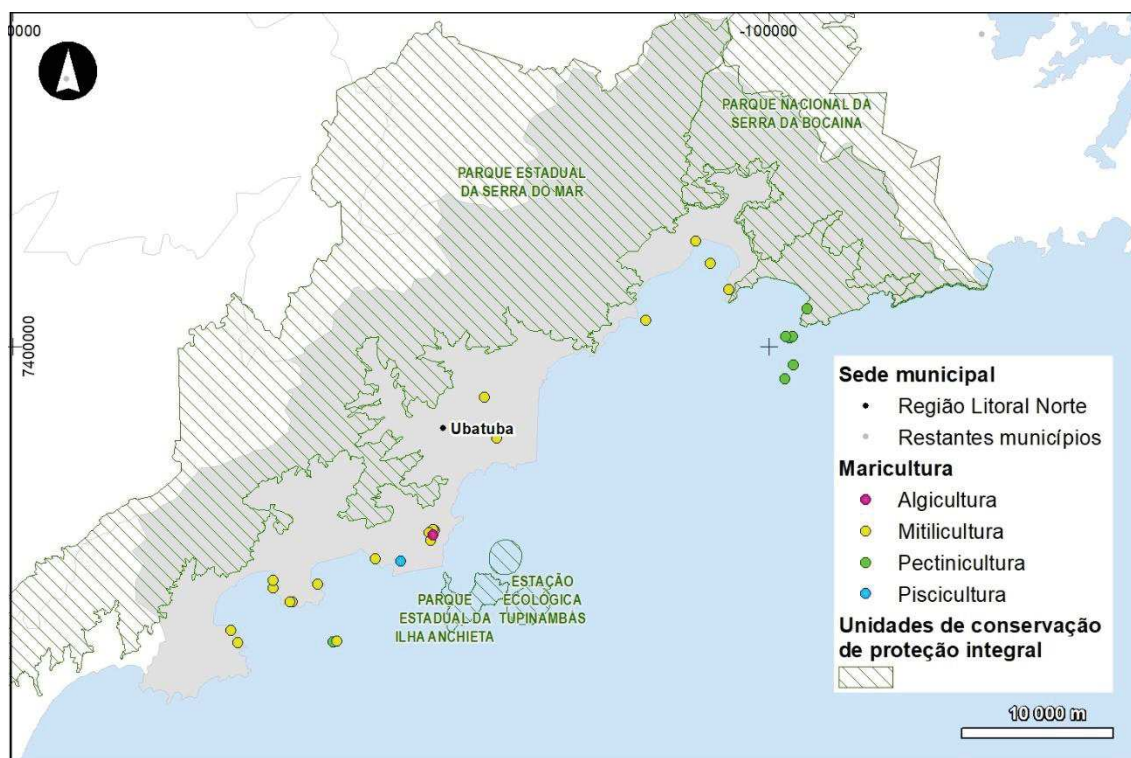 0000
-100000
PARQUE NACIONAL DA
SERRA DA BOCAINA
PARQUE ESTADUAL
DA SERRA DO MAR
7400000
Ubatuba
ESTAÇÃO
PARQUE ECOLÓGICA
ESTADUAL DA TUPINAMBÁS
ILHA ANCHIETA
Sede municipal
Região Litoral Norte
Restantes municípios
Maricultura
Algicultura
Mitilicultura
Pectinicultura
Piscicultura
Unidades de conservação
de proteção integral
10 000 m